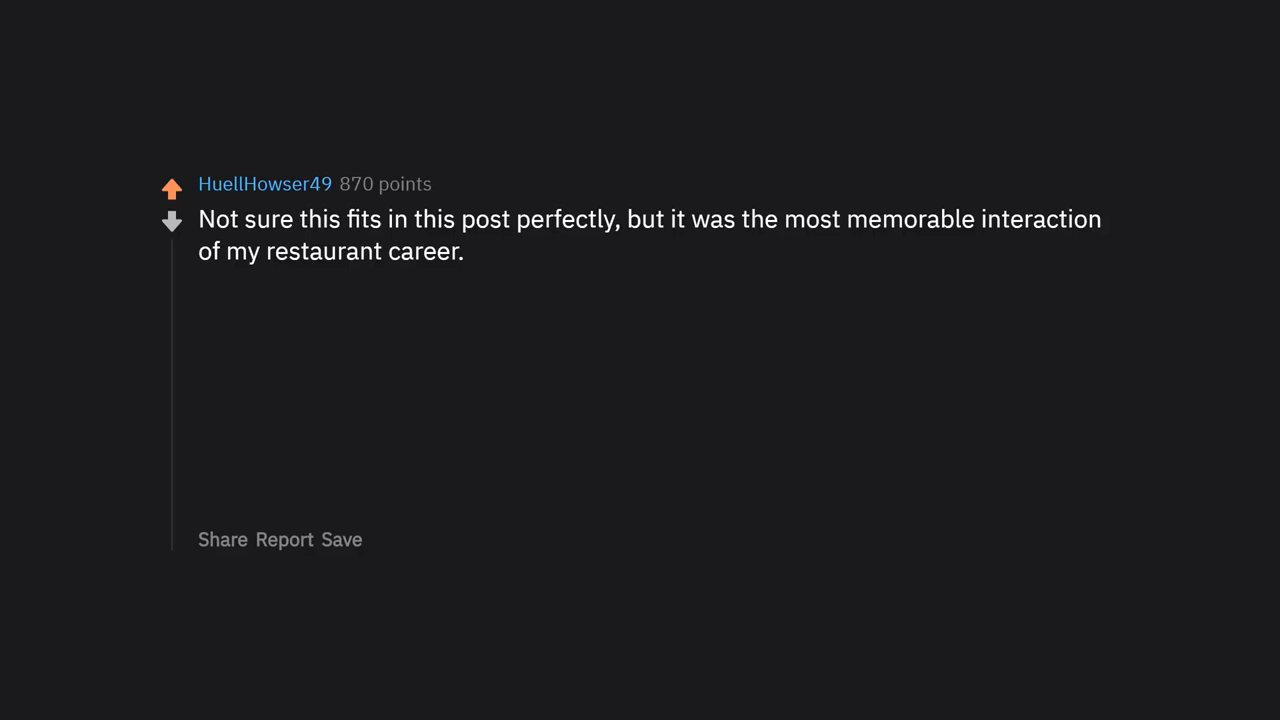 HuellHowser49 870 points
Not sure this fits in this post perfectly, but it was the most memorable interaction
of my restaurant career.
Share Report Save